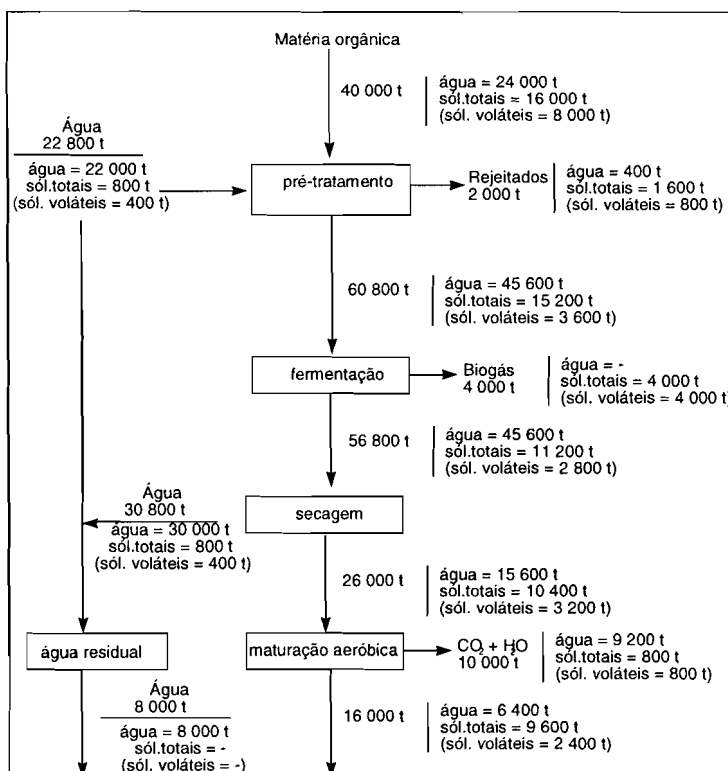 Matéria orgânica
40 000 t
água = 24 000 t
sól.totais = 16 000 t
(sól. voláteis = 8 000 t)
Água
22 800 t
água = 22 000 t
sól.totais = 800 t
(sól. voláteis = 400 t)
pré-tratamento
Rejeitados
2 000 t
água = 400 t
sól.totais = 1 600 t
(sól. voláteis = 800 t)
60 800 t
água = 45 600 t
sól.totais = 15 200 t
(sól. voláteis = 3 600 t)
fermentação
Biogás
4 000 t
água = -
sól.totais = 4 000 t
(sól. voláteis = 4 000 t)
56 800 t
água = 45 600 t
sól.totais = 11 200 t
(sól. voláteis = 2 800 t)
Água
30 800 t
água = 30 000 t
sól.totais = 800 t
(sól. voláteis = 400 t)
secagem
26 000 t
água = 15 600 t
sól.totais = 10 400 t
(sól. voláteis = 3 200 t)
água residual
maturação aeróbica
CO2 + H2O
10 000 t
água = 9 200 t
sól.totais = 800 t
(sól. voláteis = 800 t)
Água
8 000 t
água = 8 000 t
sól.totais = -
(sól. voláteis = -)
16 000 t
água = 6 400 t
sól.totais = 9 600 t
(sól. voláteis = 2 400 t)